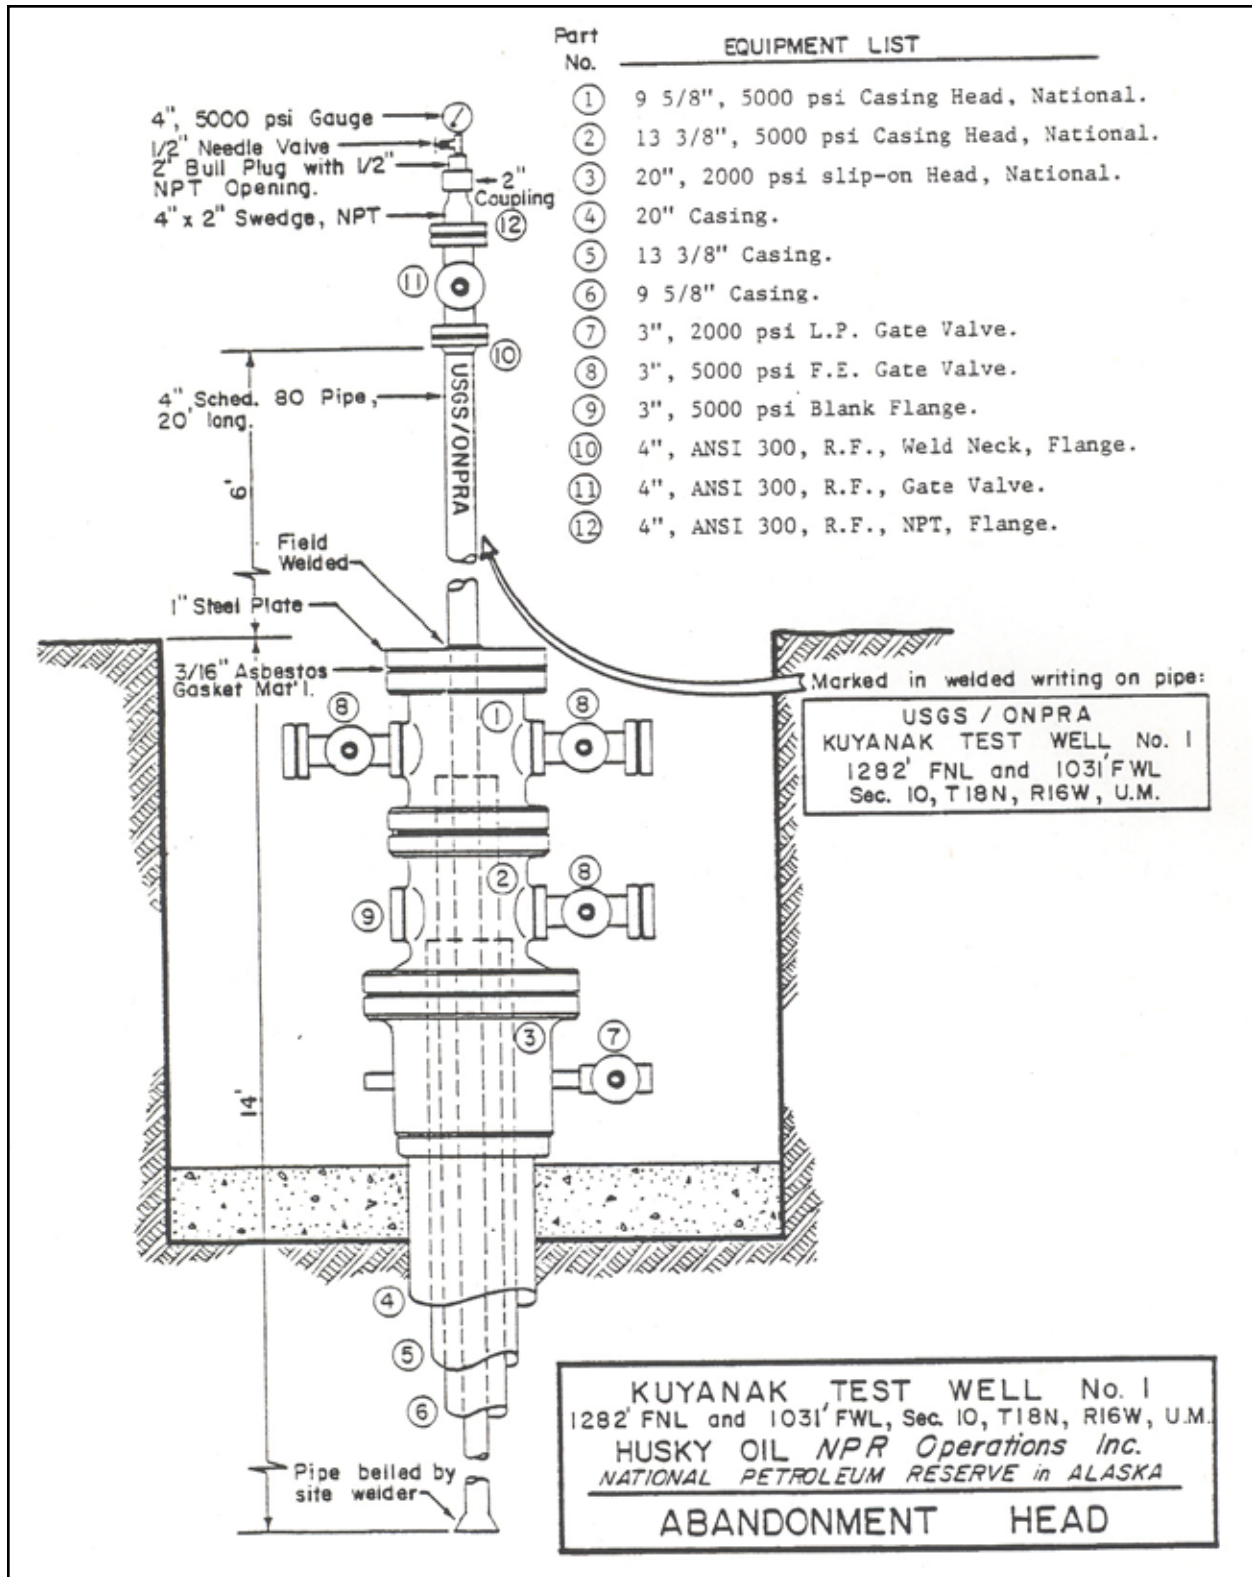 Part
No.
EQUIPMENT LIST
1 9 5/8", 5000 psi Casing Head, National.
2 13 3/8", 5000 psi Casing Head, National.
3 20", 2000 psi slip-on Head, National.
4 20" Casing.
5 13 3/8" Casing.
6 9 5/8" Casing.
7 3", 2000 psi L.P. Gate Valve.
8 3", 5000 psi F.E. Gate Valve.
9 3", 5000 psi Blank Flange.
10 4", ANSI 300, R.F., Weld Neck, Flange.
11 4", ANSI 300, R.F., Gate Valve.
12 4", ANSI 300, R.F., NPT, Flange.
4", 5000 psi Gauge
1/2" Needle Valve
2" Bull Plug with 1/2"
NPT Opening.
2"
Coupling
4" x 2" Swedge, NPT
12
11
10
4" Sched. 80 Pipe,
20' long.
USGS/ONPRA
6'
Field
Welded
1" Steel Plate
3/16" Asbestos
Gasket Mat'l.
Marked in welded writing on pipe:
USGS / ONPRA
KUYANAK TEST WELL No. 1
1282' FNL and 1031' FWL
Sec. 10, T18N, R16W, U.M.
8
1
8
2
8
9
3
7
14'
4
5
6
Pipe belled by
site welder
KUYANAK TEST WELL No. 1
1282' FNL and 1031' FWL, Sec. 10, T18N, R16W, U.M.
HUSKY OIL NPR Operations Inc.
NATIONAL PETROLEUM RESERVE in ALASKA
ABANDONMENT HEAD